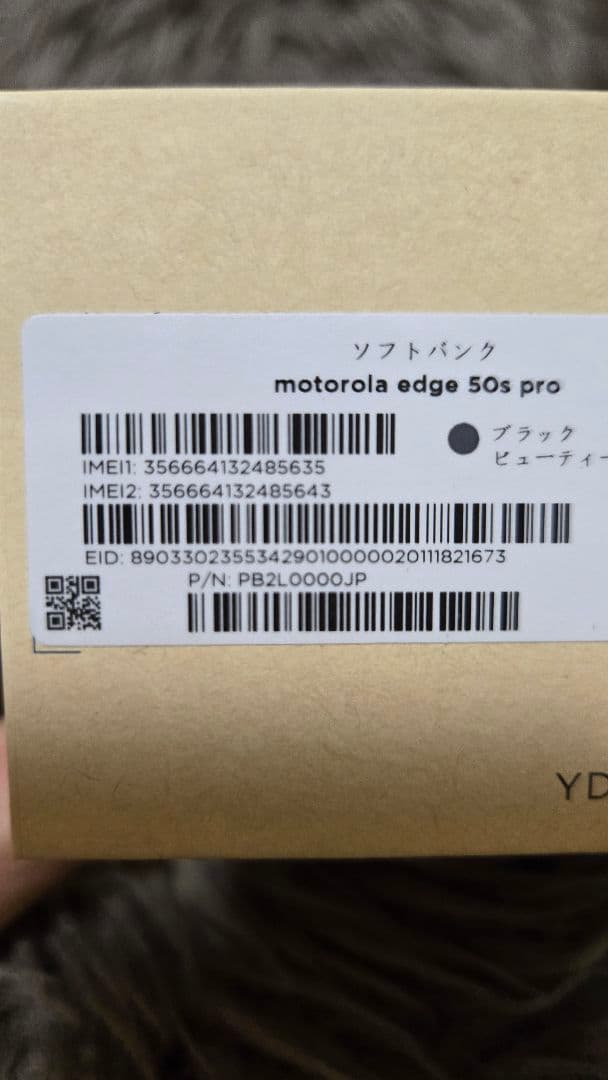 ソフトバンク
motorola edge 50s pro
ブラック
ビューティー
IMEI1: 356664132485635
IMEI2: 356664132485643
EID: 89033023553429010000020111821673
P/N: PB2L0000JP
YD